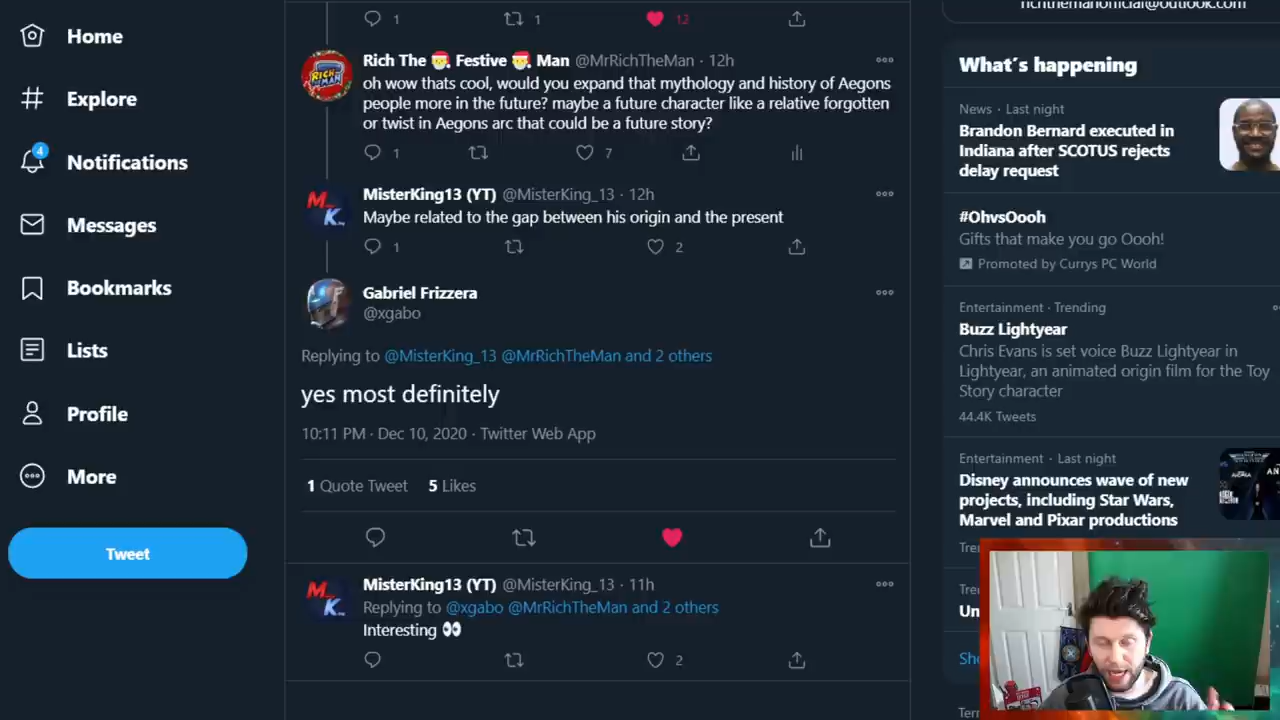 Home
Explore
4
Notifications
Messages
Bookmarks
Lists
Profile
More
Tweet
1 1 12
Rich The 🎅 Festive 🎅 Man @MrRichTheMan · 12h
oh wow thats cool, would you expand that mythology and history of Aegons
people more in the future? maybe a future character like a relative forgotten
or twist in Aegons arc that could be a future story?
1 7
MisterKing13 (YT) @MisterKing_13 · 12h
Maybe related to the gap between his origin and the present
1 2
Gabriel Frizzera
@xgabo
Replying to @MisterKing_13 @MrRichTheMan and 2 others
yes most definitely
10:11 PM · Dec 10, 2020 · Twitter Web App
1 Quote Tweet 5 Likes
MisterKing13 (YT) @MisterKing_13 · 11h
Replying to @xgabo @MrRichTheMan and 2 others
Interesting 👀
2
richthemanofficial@outlook.com
What's happening
News · Last night
Brandon Bernard executed in
Indiana after SCOTUS rejects
delay request
#OhvsOooh
Gifts that make you go Oooh!
Promoted by Currys PC World
Entertainment · Trending
Buzz Lightyear
Chris Evans is set voice Buzz Lightyear in
Lightyear, an animated origin film for the Toy
Story character
44.4K Tweets
Entertainment · Last night
Disney announces wave of new
projects, including Star Wars,
Marvel and Pixar productions